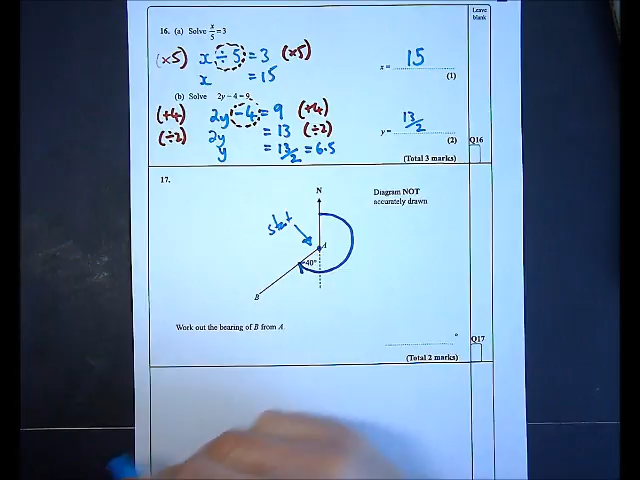 Leave
blank
16. (a) Solve x/5 = 3
(×5) x ÷ 5 = 3 (×5)
x = 15
x = 15
(1)
(b) Solve 2y – 4 = 9
(+4) 2y – 4 = 9 (+4)
(÷2) 2y = 13 (÷2)
y = 13/2 = 6.5
y = 13/2
(2)
Q16
(Total 3 marks)
17.
N
Diagram NOT
accurately drawn
start
A
40°
B
Work out the bearing of B from A.
°
Q17
(Total 2 marks)